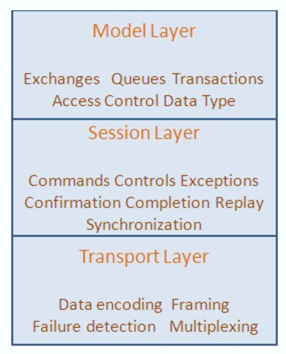 Model Layer
Exchanges Queues Transactions
Access Control Data Type
Session Layer
Commands Controls Exceptions
Confirmation Completion Replay
Synchronization
Transport Layer
Data encoding Framing
Failure detection Multiplexing